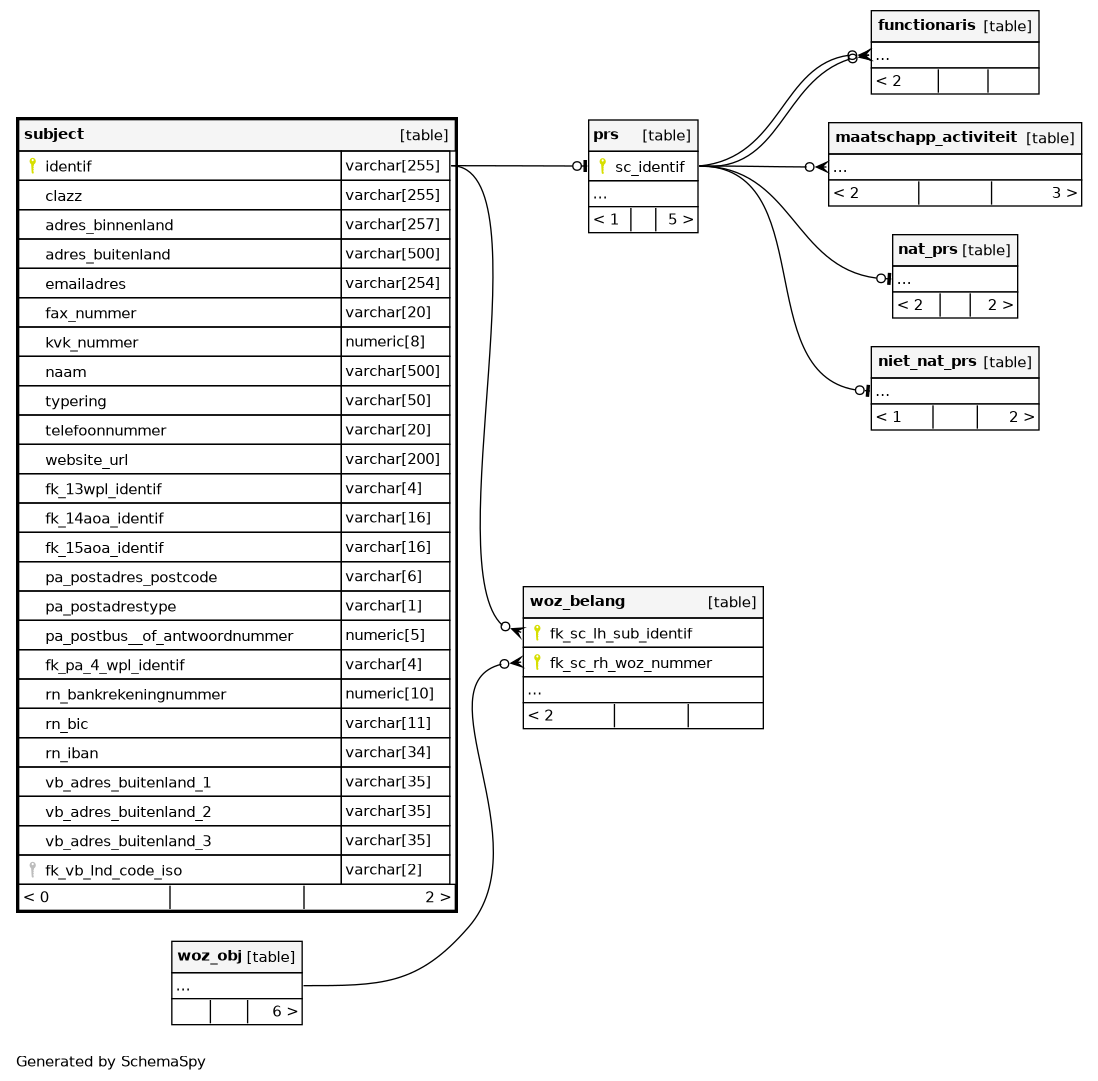 subject [table]
identif varchar[255]
clazz varchar[255]
adres_binnenland varchar[257]
adres_buitenland varchar[500]
emailadres varchar[254]
fax_nummer varchar[20]
kvk_nummer numeric[8]
naam varchar[500]
typering varchar[50]
telefoonnummer varchar[20]
website_url varchar[200]
fk_13wpl_identif varchar[4]
fk_14aoa_identif varchar[16]
fk_15aoa_identif varchar[16]
pa_postadres_postcode varchar[6]
pa_postadrestype varchar[1]
pa_postbus__of_antwoordnummer numeric[5]
fk_pa_4_wpl_identif varchar[4]
rn_bankrekeningnummer numeric[10]
rn_bic varchar[11]
rn_iban varchar[34]
vb_adres_buitenland_1 varchar[35]
vb_adres_buitenland_2 varchar[35]
vb_adres_buitenland_3 varchar[35]
fk_vb_lnd_code_iso varchar[2]
< 0 2 >
prs [table]
sc_identif
...
< 1 5 >
functionaris [table]
...
< 2
maatschapp_activiteit [table]
...
< 2 3 >
nat_prs [table]
...
< 2 2 >
niet_nat_prs [table]
...
< 1 2 >
woz_belang [table]
fk_sc_lh_sub_identif
fk_sc_rh_woz_nummer
...
< 2
woz_obj [table]
...
6 >
Generated by SchemaSpy